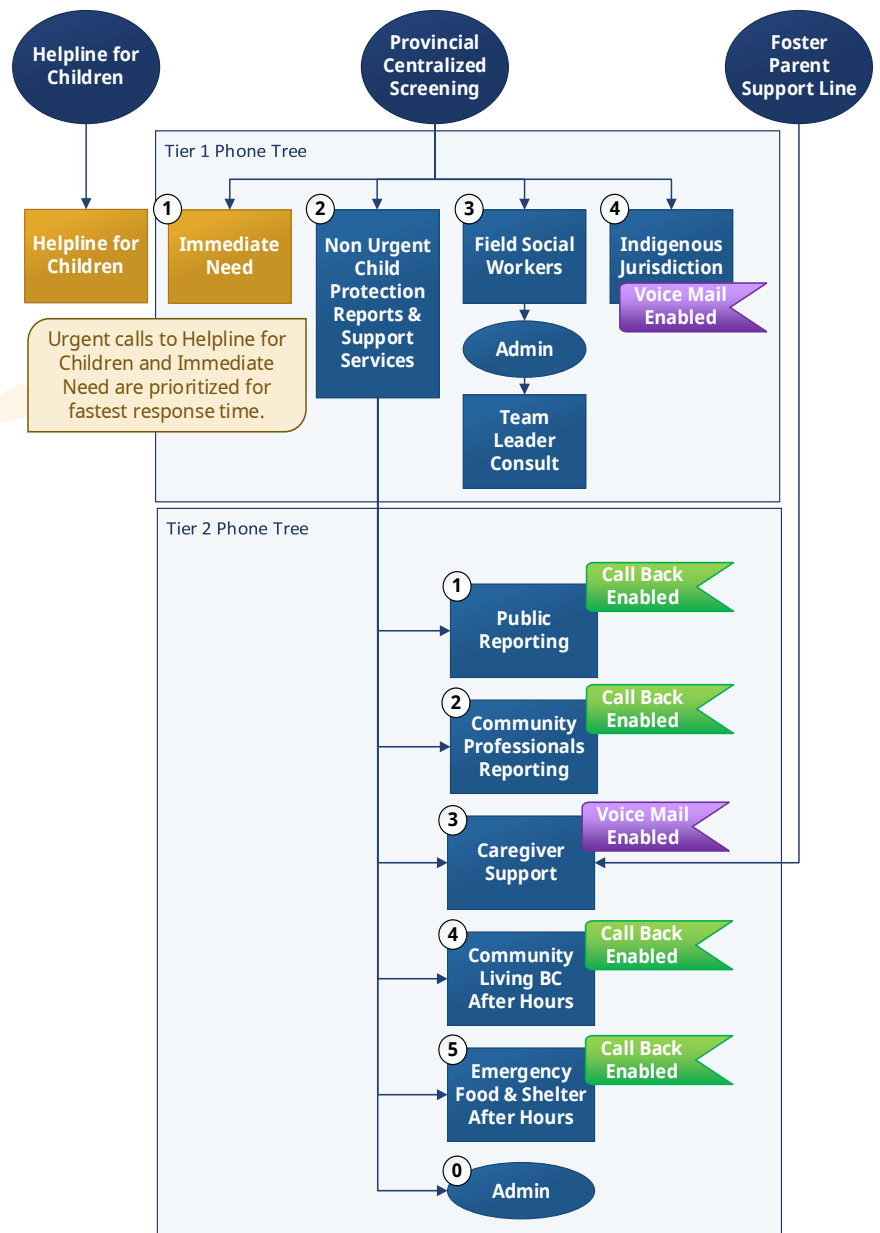 Helpline for
Children
Provincial
Centralized
Screening
Foster
Parent
Support Line
Tier 1 Phone Tree
Helpline for
Children
1
Immediate
Need
2
Non Urgent
Child
Protection
Reports &
Support
Services
3
Field Social
Workers
4
Indigenous
Jurisdiction
Voice Mail
Enabled
Admin
Team
Leader
Consult
Urgent calls to Helpline for
Children and Immediate
Need are prioritized for
fastest response time.
Tier 2 Phone Tree
1
Public
Reporting
Call Back
Enabled
2
Community
Professionals
Reporting
Call Back
Enabled
3
Caregiver
Support
Voice Mail
Enabled
4
Community
Living BC
After Hours
Call Back
Enabled
5
Emergency
Food & Shelter
After Hours
Call Back
Enabled
0
Admin